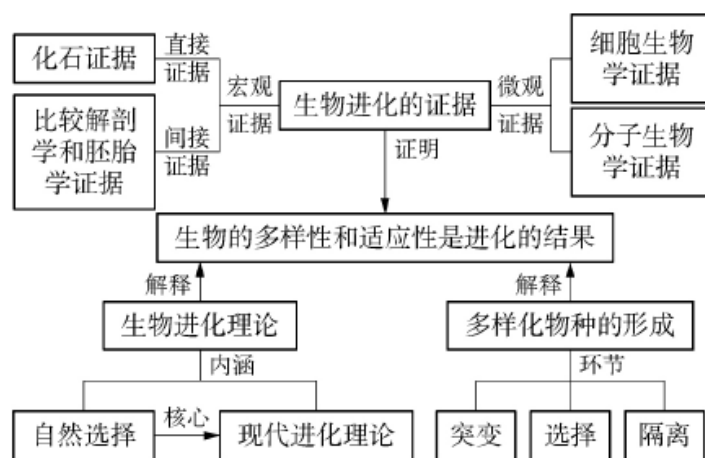 化石证据
直接
证据
宏观
证据
生物进化的证据
微观
证据
细胞生物
学证据
比较解剖
学和胚胎
学证据
间接
证据
证明
分子生物
学证据
生物的多样性和适应性是进化的结果
解释
解释
生物进化理论
多样化物种的形成
内涵
环节
自然选择
核心
现代进化理论
突变
选择
隔离